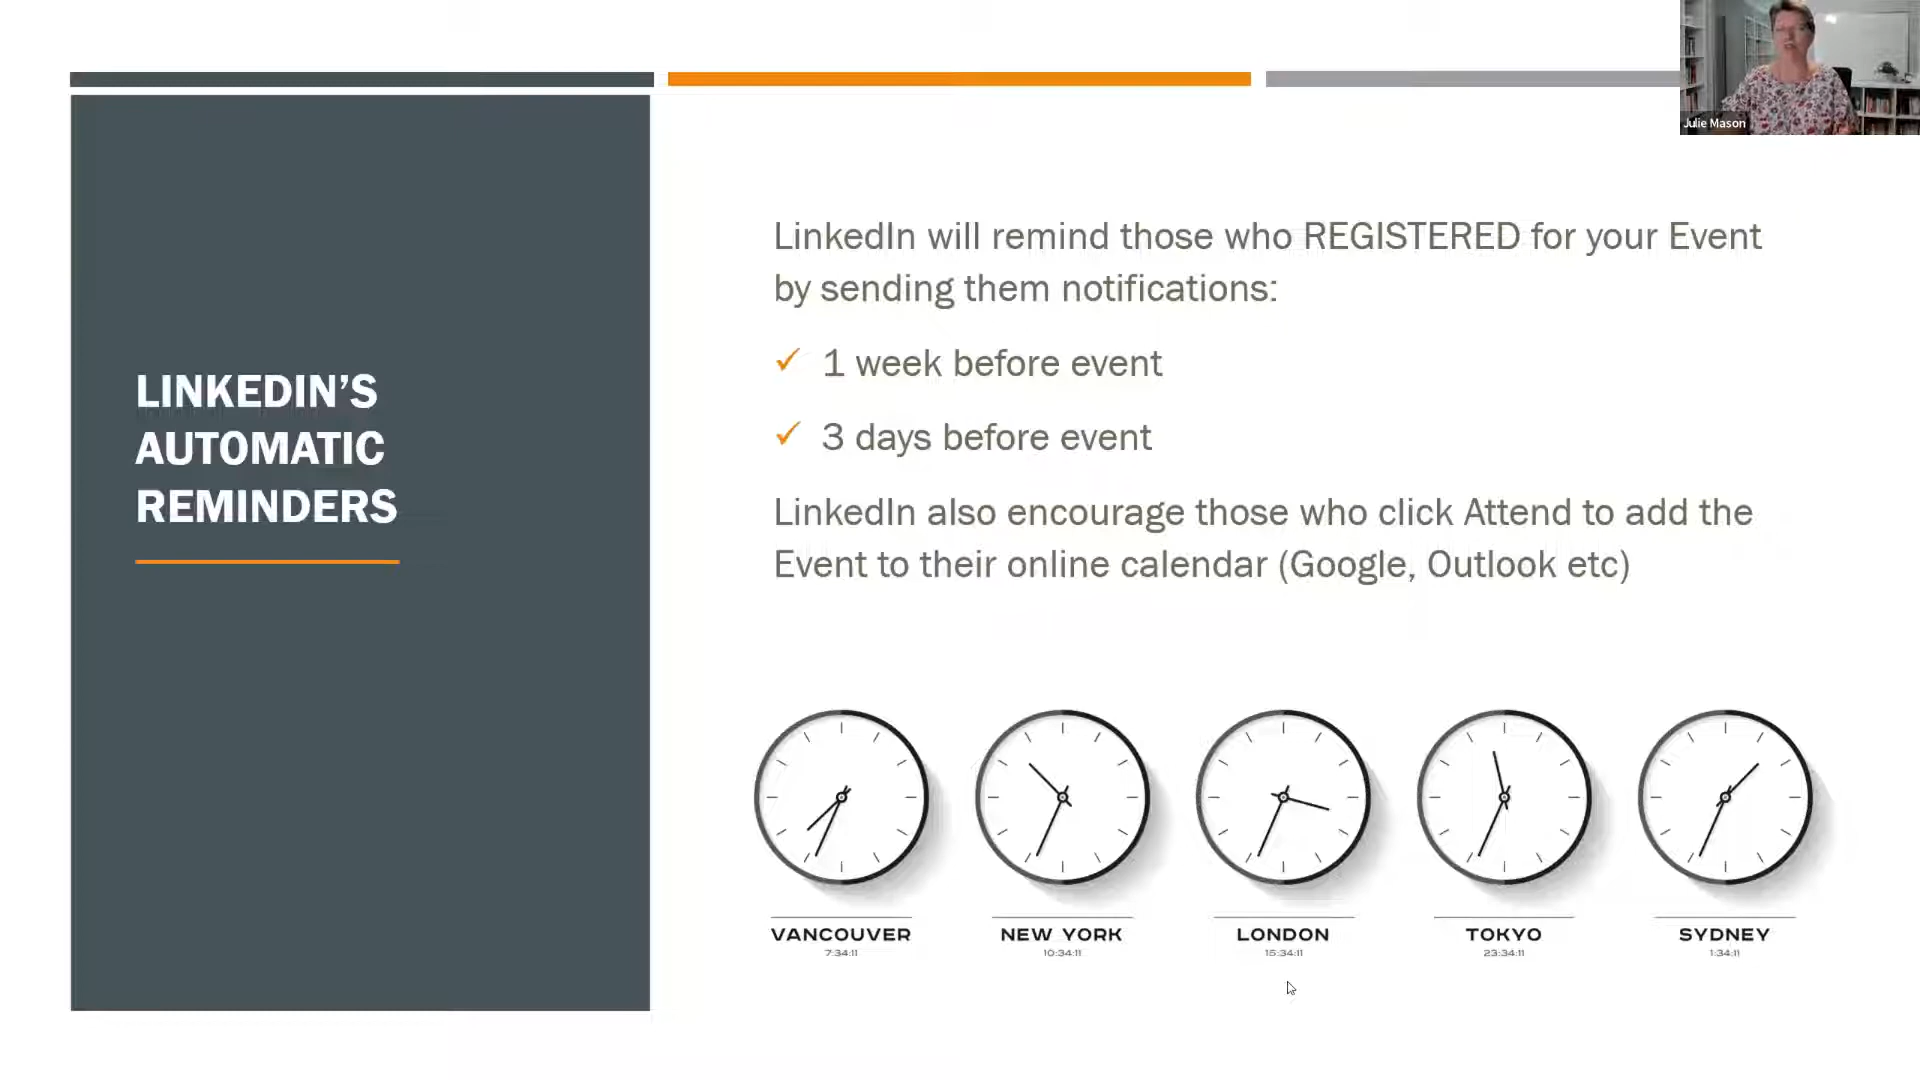 Julie Mason
LINKEDIN’S
AUTOMATIC
REMINDERS
LinkedIn will remind those who REGISTERED for your Event
by sending them notifications:
✓ 1 week before event
✓ 3 days before event
LinkedIn also encourage those who click Attend to add the
Event to their online calendar (Google, Outlook etc)
VANCOUVER
7:34:11
NEW YORK
10:34:11
LONDON
15:34:11
TOKYO
23:34:11
SYDNEY
1:34:11